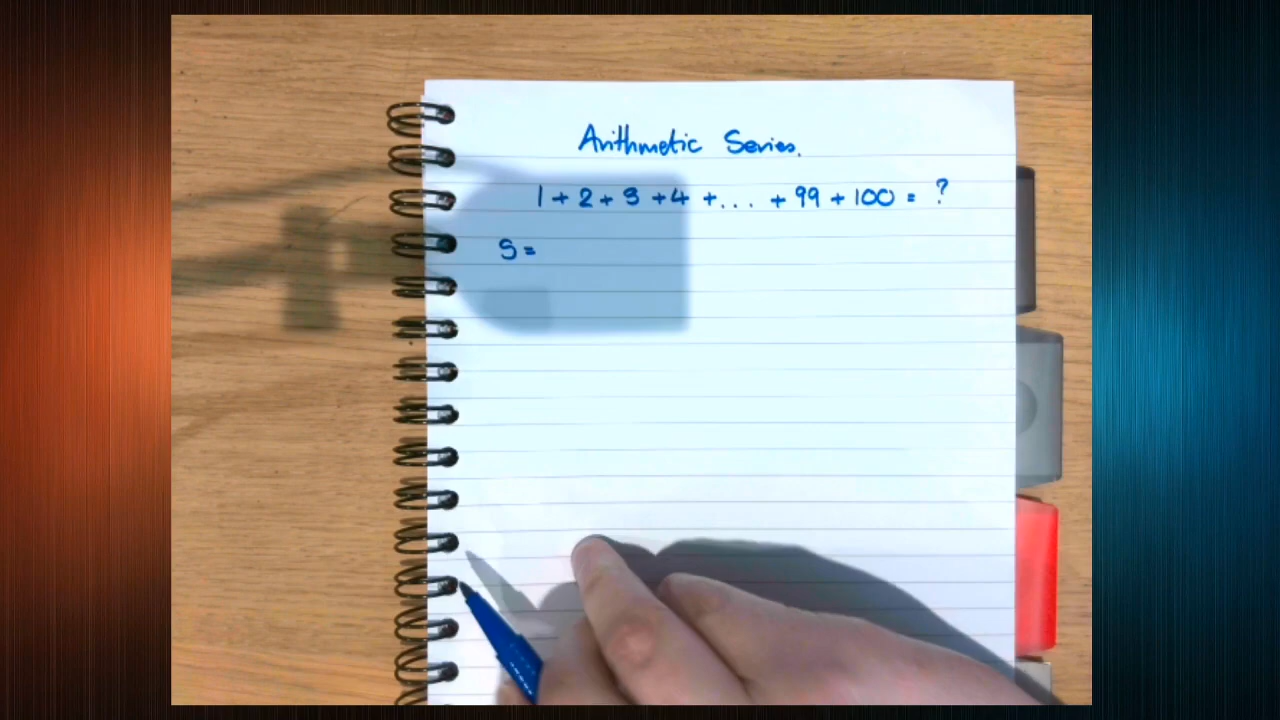 Arithmetic Series.
1 + 2 + 3 + 4 + . . . + 99 + 100 = ?
S =